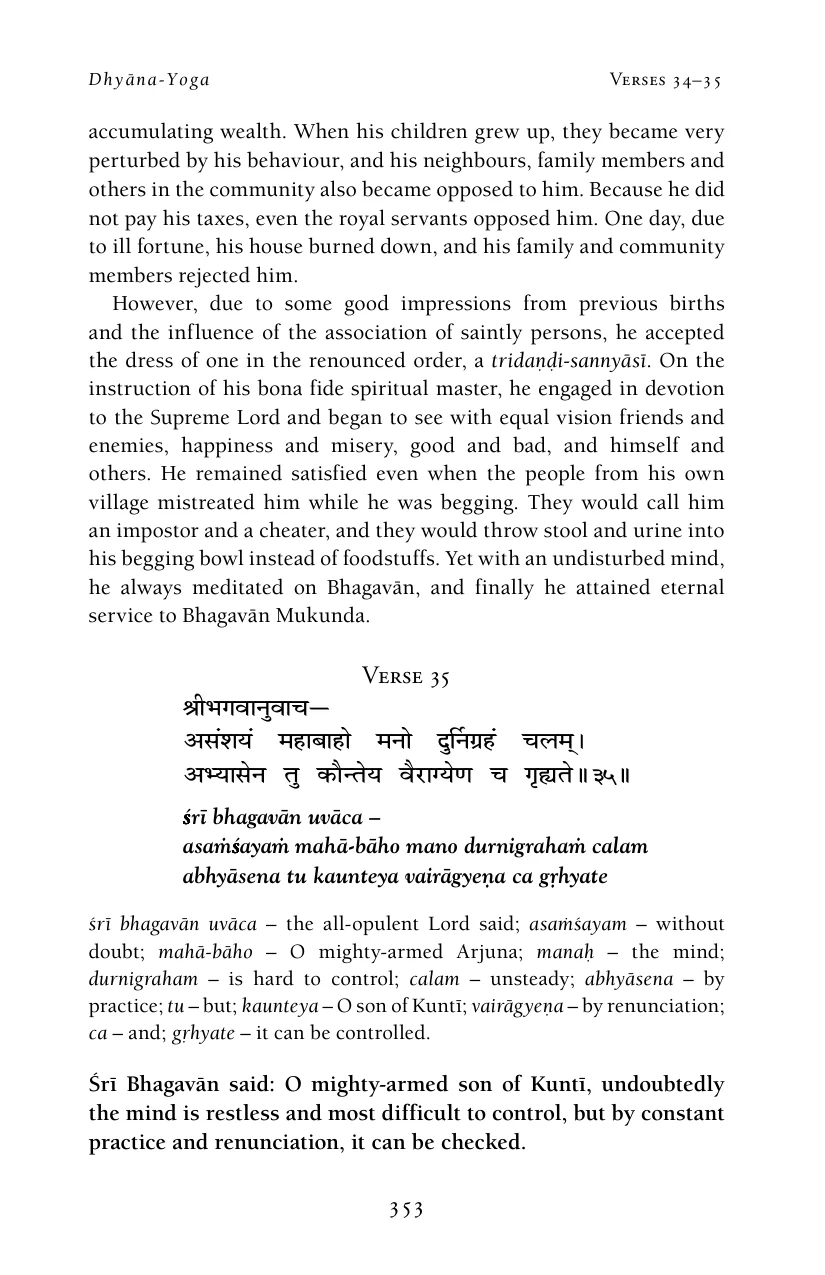 Dhyāna-Yoga Verses 34–35
accumulating wealth. When his children grew up, they became very
perturbed by his behaviour, and his neighbours, family members and
others in the community also became opposed to him. Because he did
not pay his taxes, even the royal servants opposed him. One day, due
to ill fortune, his house burned down, and his family and community
members rejected him.
However, due to some good impressions from previous births
and the influence of the association of saintly persons, he accepted
the dress of one in the renounced order, a tridaṇḍi-sannyāsī. On the
instruction of his bona fide spiritual master, he engaged in devotion
to the Supreme Lord and began to see with equal vision friends and
enemies, happiness and misery, good and bad, and himself and
others. He remained satisfied even when the people from his own
village mistreated him while he was begging. They would call him
an impostor and a cheater, and they would throw stool and urine into
his begging bowl instead of foodstuffs. Yet with an undisturbed mind,
he always meditated on Bhagavān, and finally he attained eternal
service to Bhagavān Mukunda.
Verse 35
श्रीभगवानुवाच—
असंशयं महाबाहो मनो दुर्निग्रहं चलम्।
अभ्यासेन तु कौन्तेय वैराग्येण च गृह्यते॥३५॥
śrī bhagavān uvāca –
asaṁśayaṁ mahā-bāho mano durnigrahaṁ calam
abhyāsena tu kaunteya vairāgyeṇa ca gṛhyate
śrī bhagavān uvāca – the all-opulent Lord said; asaṁśayam – without
doubt; mahā-bāho – O mighty-armed Arjuna; manaḥ – the mind;
durnigraham – is hard to control; calam – unsteady; abhyāsena – by
practice; tu – but; kaunteya – O son of Kuntī; vairāgyeṇa – by renunciation;
ca – and; gṛhyate – it can be controlled.
Śrī Bhagavān said: O mighty-armed son of Kuntī, undoubtedly
the mind is restless and most difficult to control, but by constant
practice and renunciation, it can be checked.
353